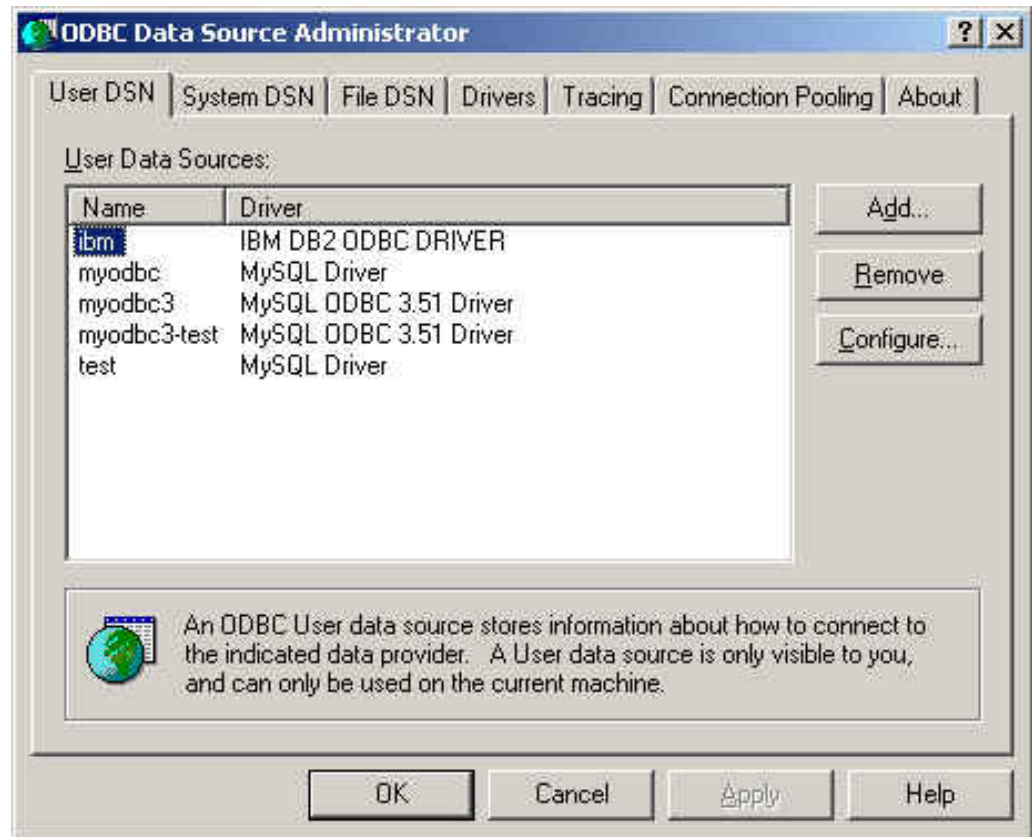 ODBC Data Source Administrator
User DSN System DSN File DSN Drivers Tracing Connection Pooling About
User Data Sources:
Name Driver
ibm IBM DB2 ODBC DRIVER
myodbc MySQL Driver
myodbc3 MySQL ODBC 3.51 Driver
myodbc3-test MySQL ODBC 3.51 Driver
test MySQL Driver
Add...
Remove
Configure...
An ODBC User data source stores information about how to connect to
the indicated data provider. A User data source is only visible to you,
and can only be used on the current machine.
OK Cancel Apply Help